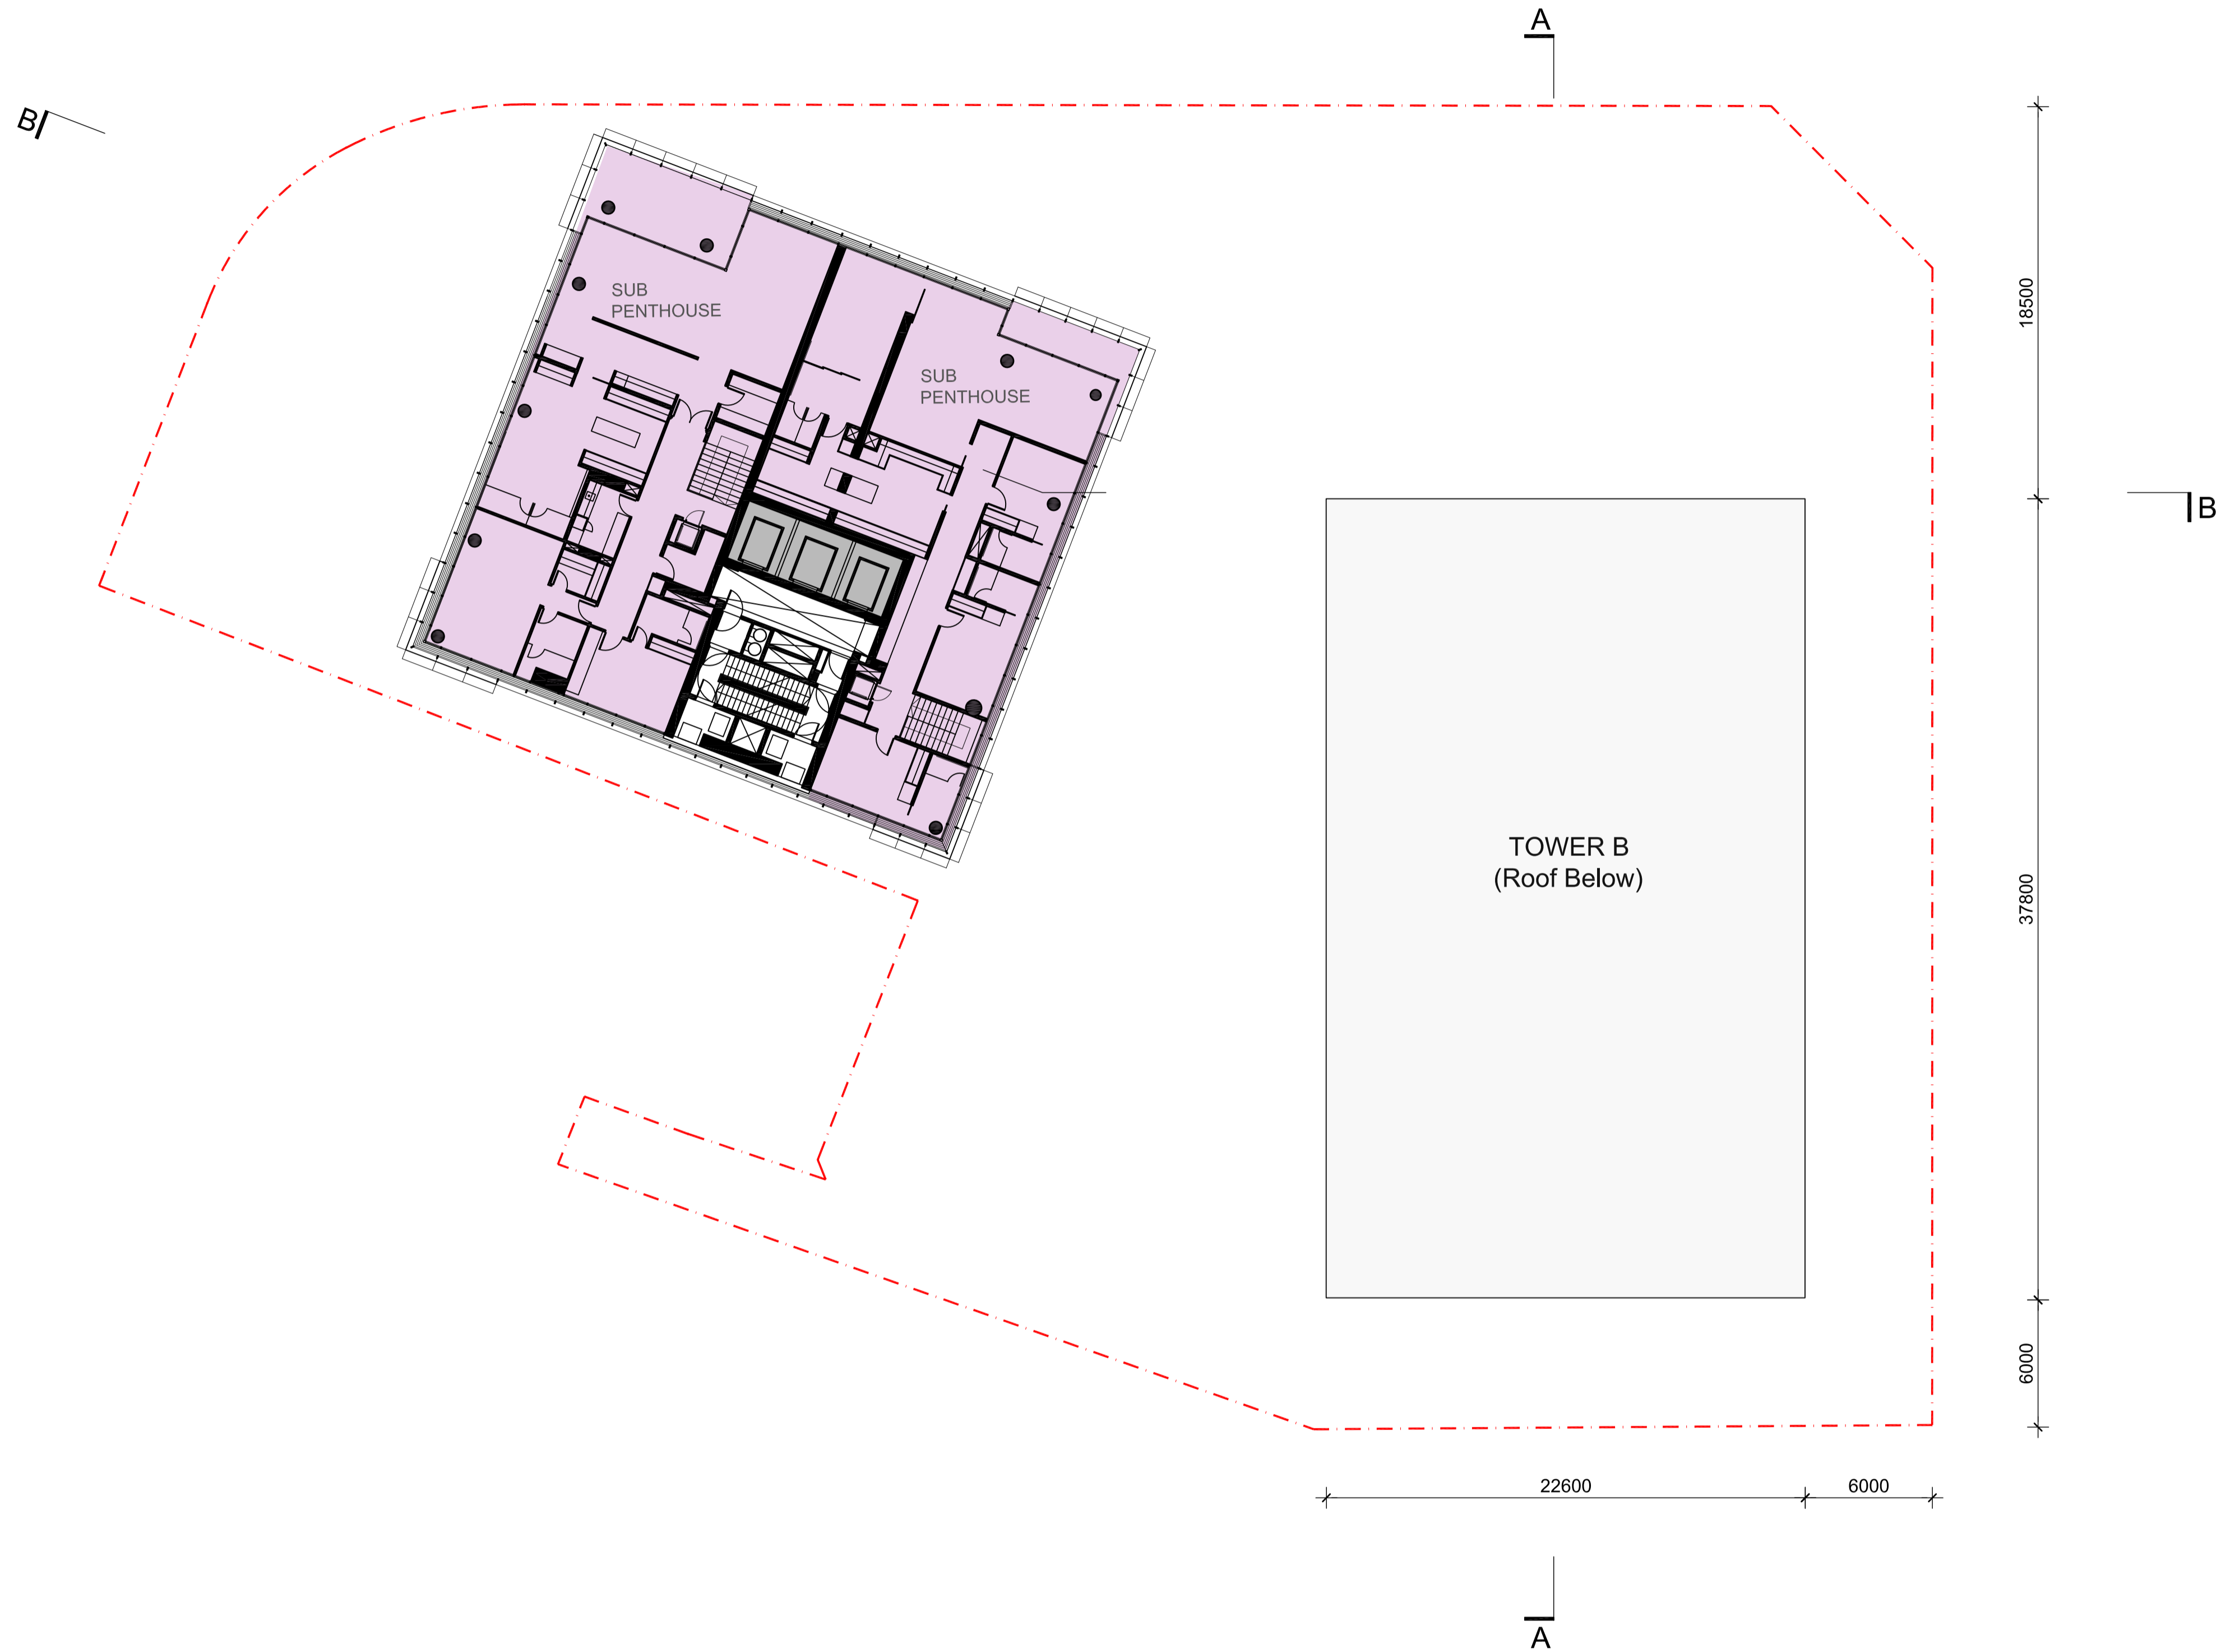 A
B
SUB
PENTHOUSE
18500
SUB
PENTHOUSE
B
TOWER B
(Roof Below)
37800
6000
22600
6000
A